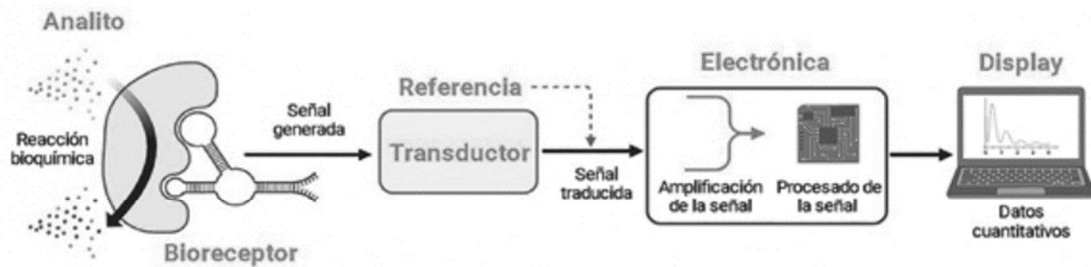 Analito
Reacción
bioquímica
Bioreceptor
Señal
generada
Referencia
Transductor
Señal
traducida
Electrónica
Amplificación
de la señal
Procesado de
la señal
Display
Datos
cuantitativos